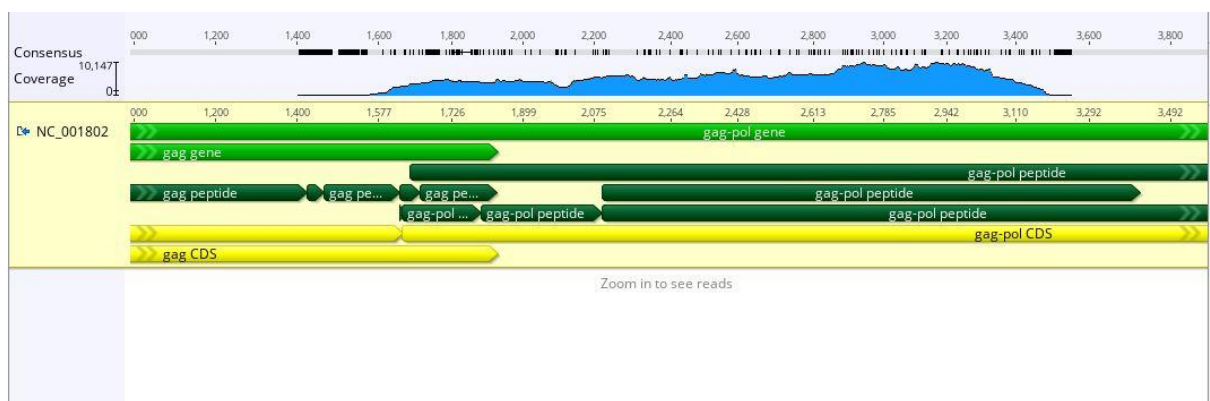 000 1,200 1,400 1,600 1,800 2,000 2,200 2,400 2,600 2,800 3,000 3,200 3,400 3,600 3,800
Consensus
10,147
Coverage
0
000 1,200 1,400 1,577 1,726 1,899 2,075 2,264 2,428 2,613 2,785 2,942 3,110 3,292 3,492
NC_001802 gag-pol gene
gag gene
gag-pol peptide
gag peptide gag pe... gag pe... gag-pol peptide
gag-pol ... gag-pol peptide gag-pol peptide
gag-pol CDS
gag CDS
Zoom in to see reads